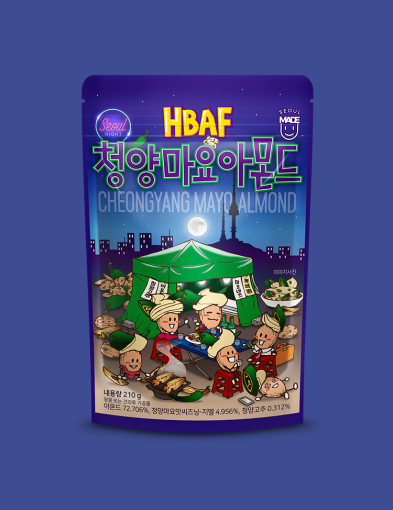 Seoul
NIGHT
HBAF
SEOUL
MADE
청양마요아몬드
CHEONGYANG MAYO ALMOND
이미지사진
내용량 210 g
아몬드 72.706%, 청양마요맛씨즈닝-지엘 4.956%, 청양고추 0.312%